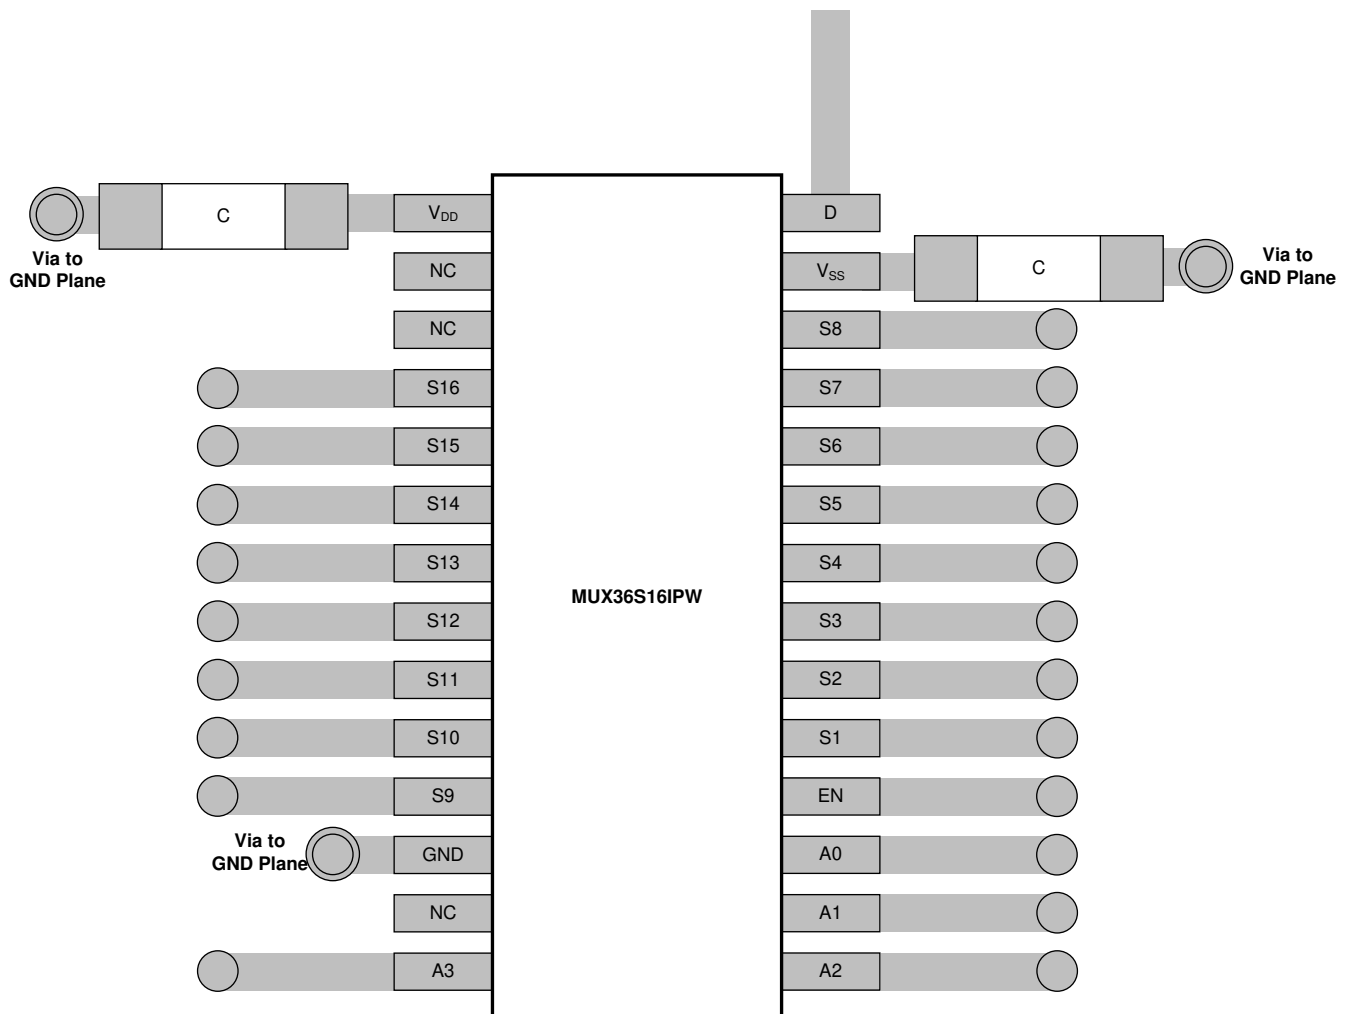 D
C
VDD
Via to
GND Plane
NC
VSS
C
Via to
GND Plane
NC
S8
S16
S7
S15
S6
S14
S5
S13
S4
MUX36S16IPW
S12
S3
S11
S2
S10
S1
S9
EN
Via to
GND Plane
GND
A0
NC
A1
A3
A2